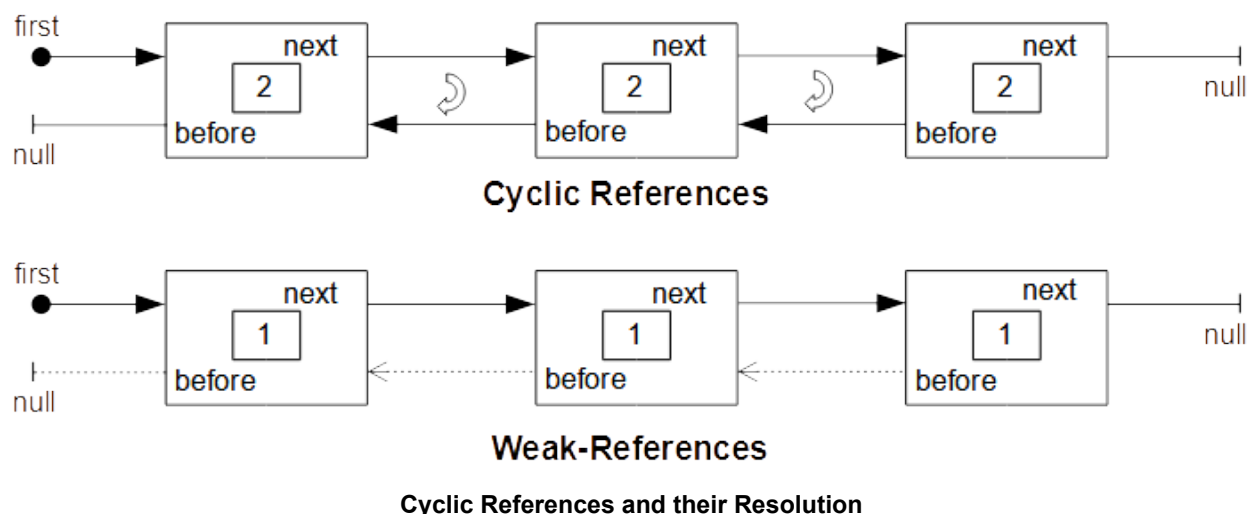 first
next
next
next
2
2
2
null
before
before
before
null
Cyclic References
first
next
next
next
1
1
1
null
before
before
before
null
Weak-References
Cyclic References and their Resolution